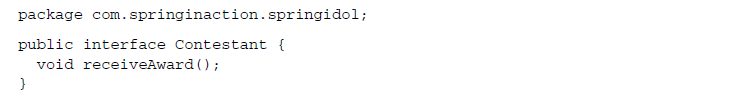 package com.springinaction.springidol;
public interface Contestant {
  void receiveAward();
}